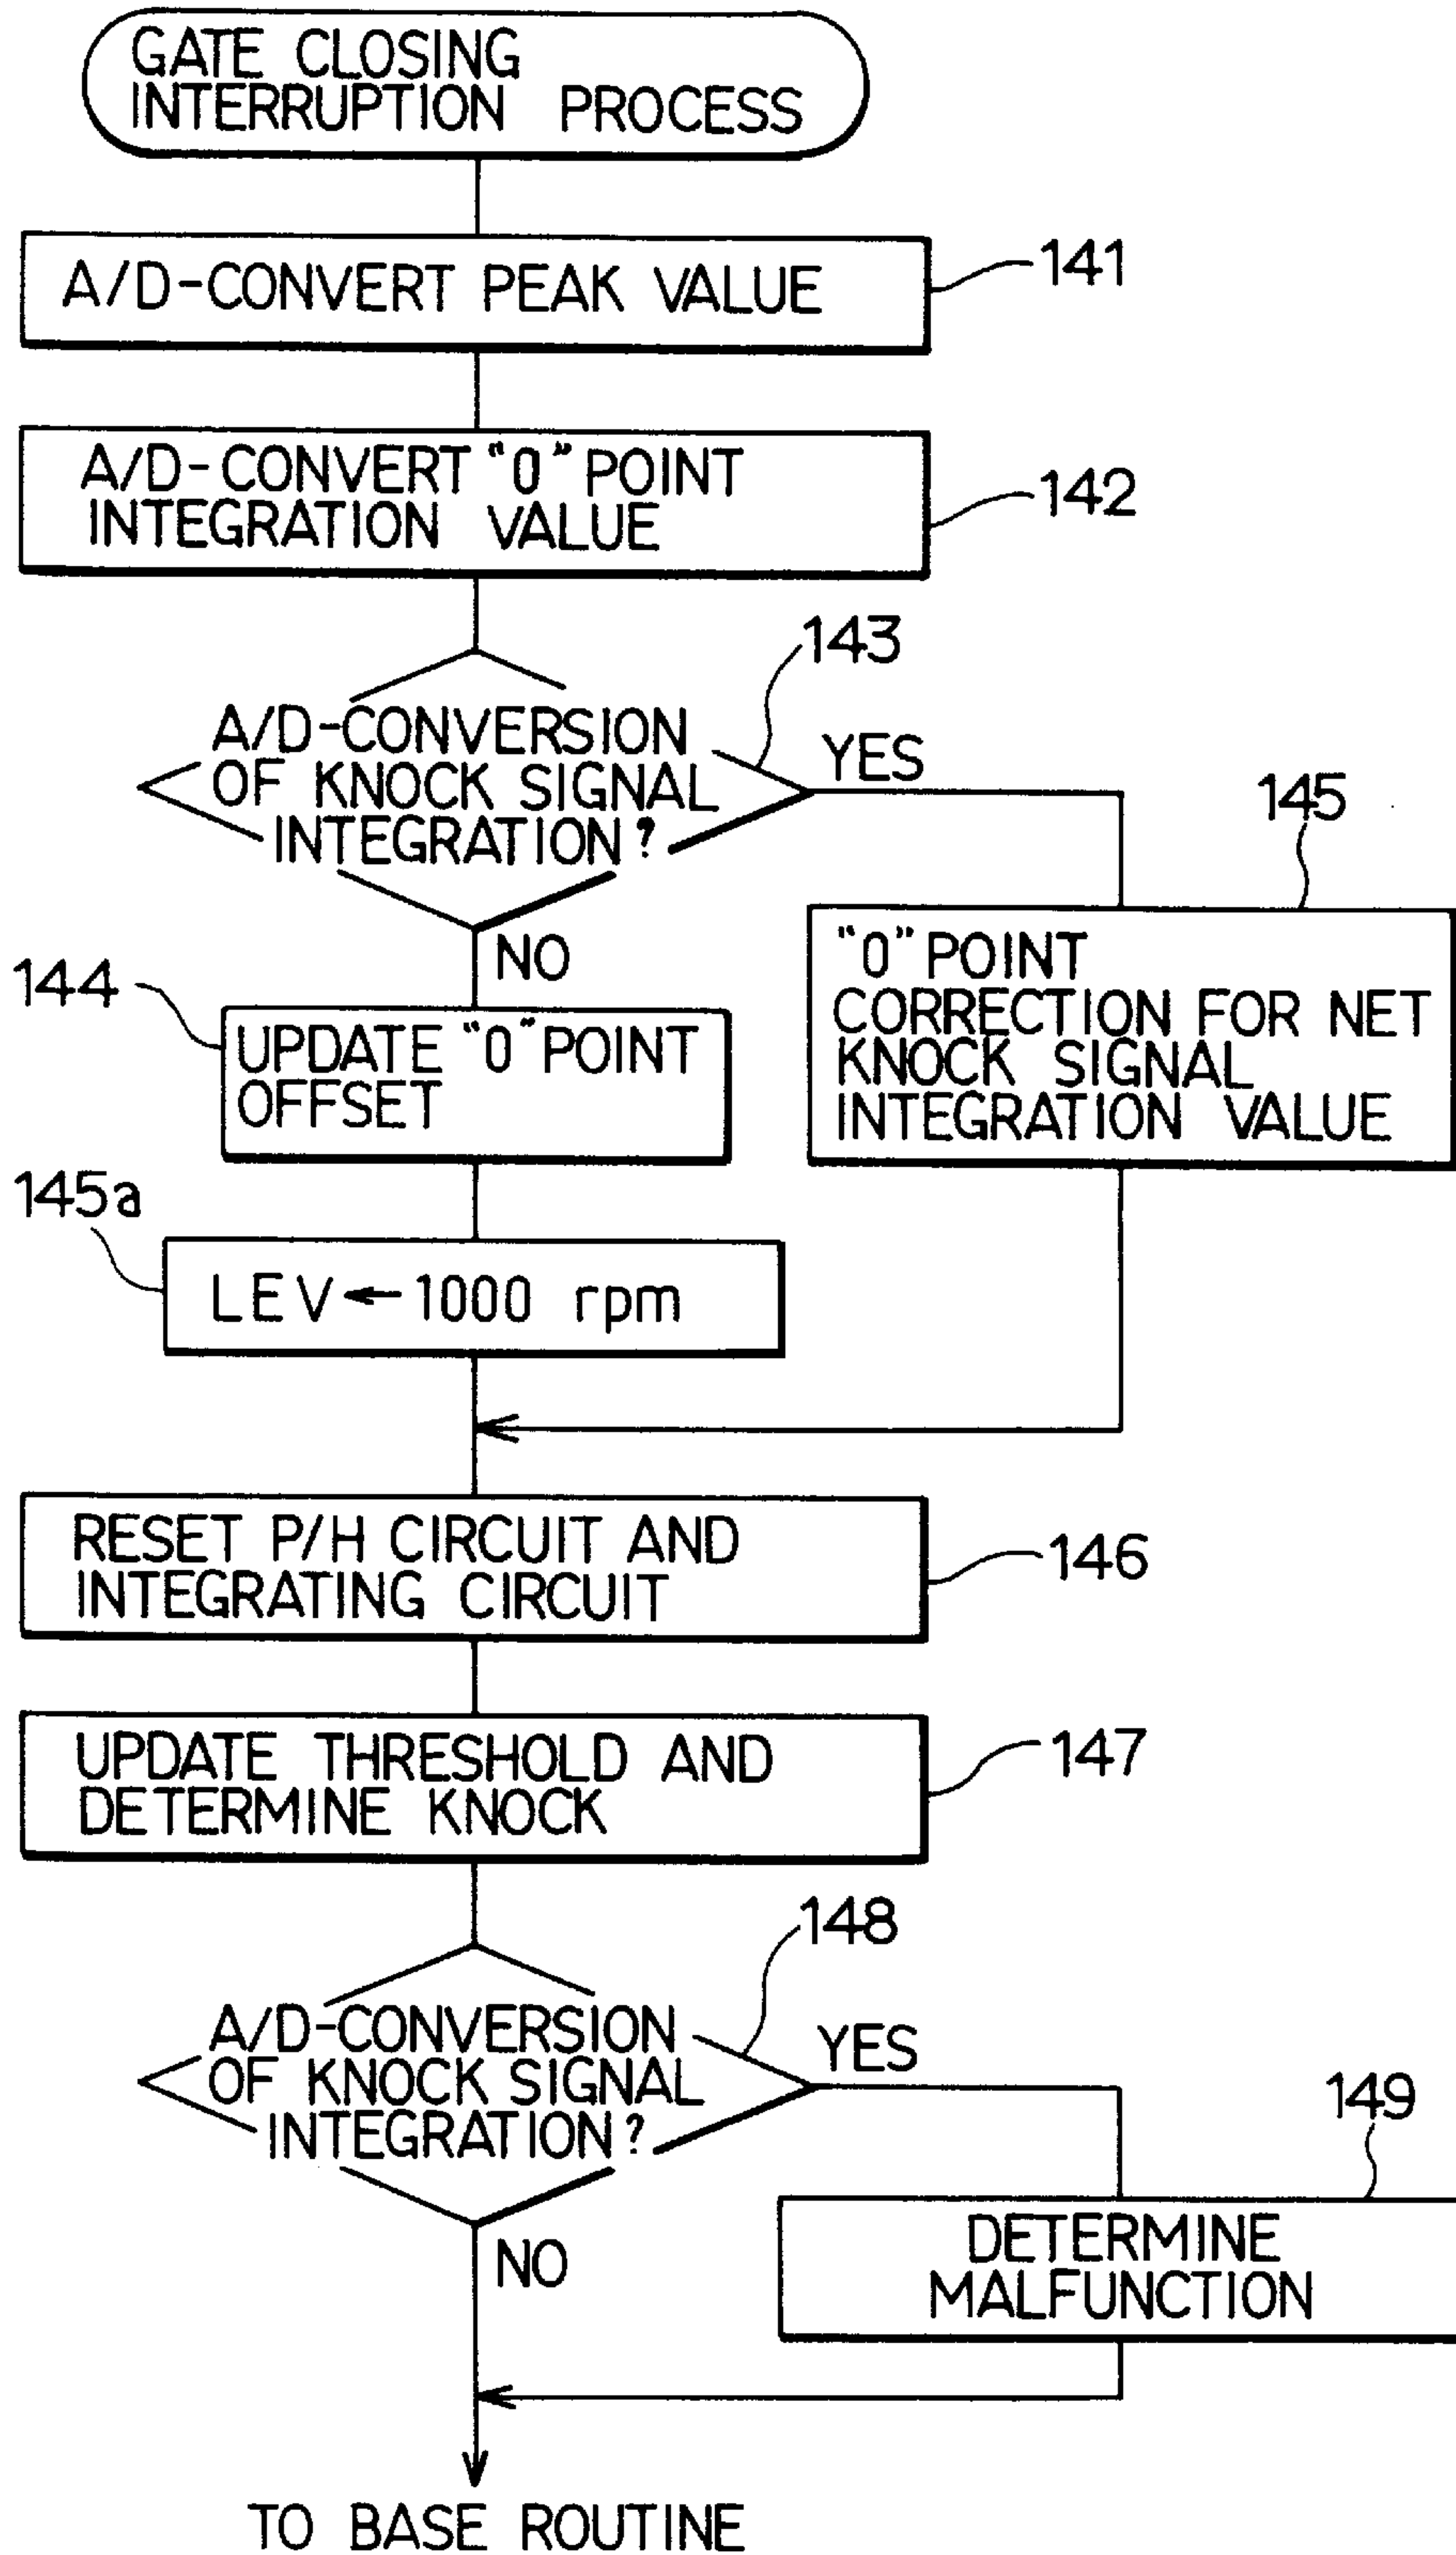 GATE CLOSING
INTERRUPTION PROCESS
A/D-CONVERT PEAK VALUE
141
A/D-CONVERT "0" POINT
INTEGRATION VALUE
142
143
A/D-CONVERSION
OF KNOCK SIGNAL
INTEGRATION?
YES
NO
145
"0" POINT
CORRECTION FOR NET
KNOCK SIGNAL
INTEGRATION VALUE
144
UPDATE "0" POINT
OFFSET
145a
LEV ← 1000 rpm
RESET P/H CIRCUIT AND
INTEGRATING CIRCUIT
146
UPDATE THRESHOLD AND
DETERMINE KNOCK
147
148
A/D-CONVERSION
OF KNOCK SIGNAL
INTEGRATION?
YES
NO
149
DETERMINE
MALFUNCTION
TO BASE ROUTINE